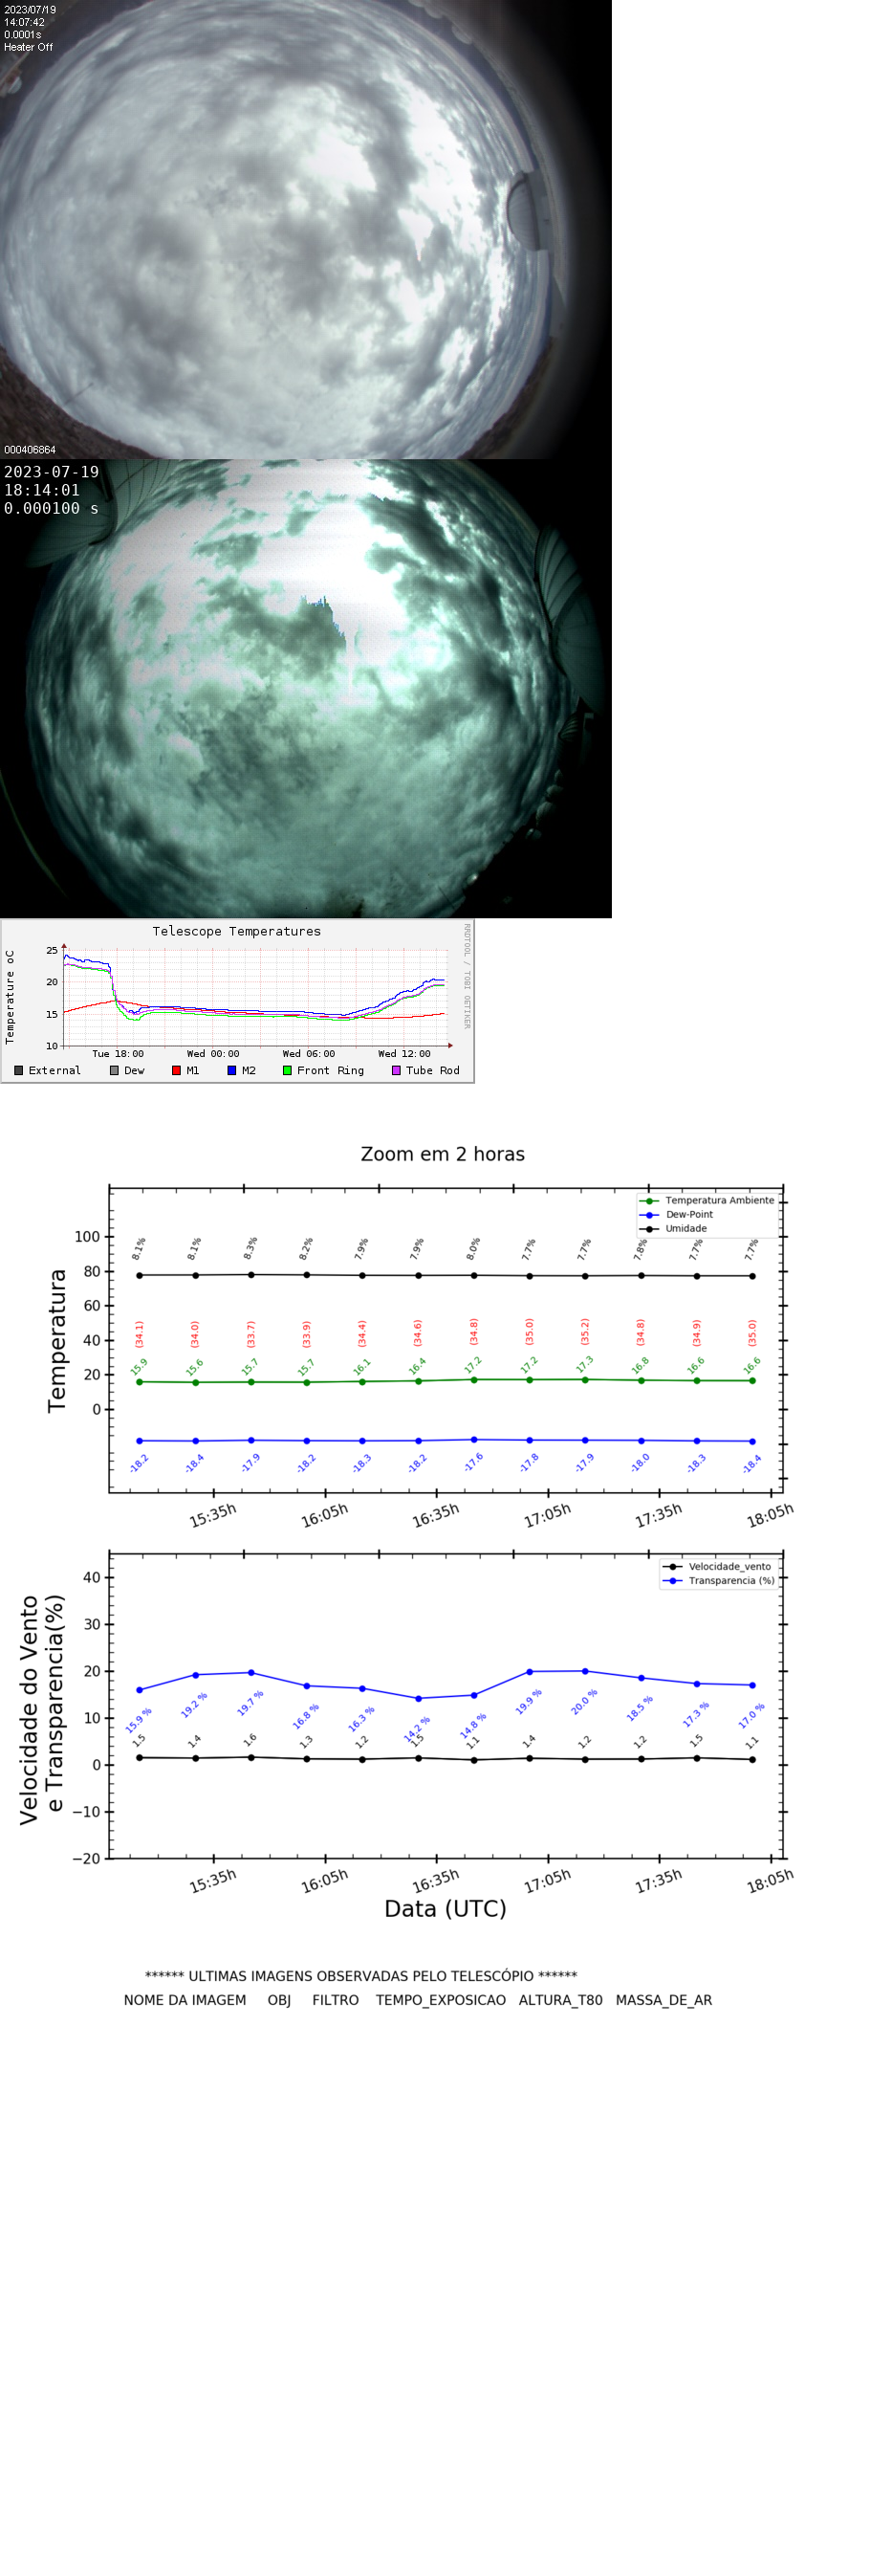 2023/07/19
14:07:42
0.0001s
Heater Off
000406864
2023-07-19
18:14:01
0.000100 s
Telescope Temperatures
RRDTOOL / TOBI OETIKER
Temperature oC
25
20
15
10
Tue 18:00 Wed 00:00 Wed 06:00 Wed 12:00
External Dew M1 M2 Front Ring Tube Rod
Zoom em 2 horas
Temperatura
Temperatura Ambiente
Dew-Point
Umidade
100
80
60
40
20
0
8.1% 8.1% 8.3% 8.2% 7.9% 7.9% 8.0% 7.7% 7.7% 7.8% 7.7% 7.7%
(34.1) (34.0) (33.7) (33.9) (34.4) (34.6) (34.8) (35.0) (35.2) (34.8) (34.9) (35.0)
15.9 15.6 15.7 15.7 16.1 16.4 17.2 17.2 17.3 16.8 16.6 16.6
-18.2 -18.4 -17.9 -18.2 -18.3 -18.2 -17.6 -17.8 -17.9 -18.0 -18.3 -18.4
15:35h 16:05h 16:35h 17:05h 17:35h 18:05h
Velocidade do Vento
e Transparencia(%)
Velocidade_vento
Transparencia (%)
40
30
20
10
0
−10
−20
15.9 % 19.2 % 19.7 % 16.8 % 16.3 % 14.2 % 14.8 % 19.9 % 20.0 % 18.5 % 17.3 % 17.0 %
1.5 1.4 1.6 1.3 1.2 1.5 1.1 1.4 1.2 1.2 1.5 1.1
15:35h 16:05h 16:35h 17:05h 17:35h 18:05h
Data (UTC)
****** ULTIMAS IMAGENS OBSERVADAS PELO TELESCÓPIO ******
NOME DA IMAGEM OBJ FILTRO TEMPO_EXPOSICAO ALTURA_T80 MASSA_DE_AR